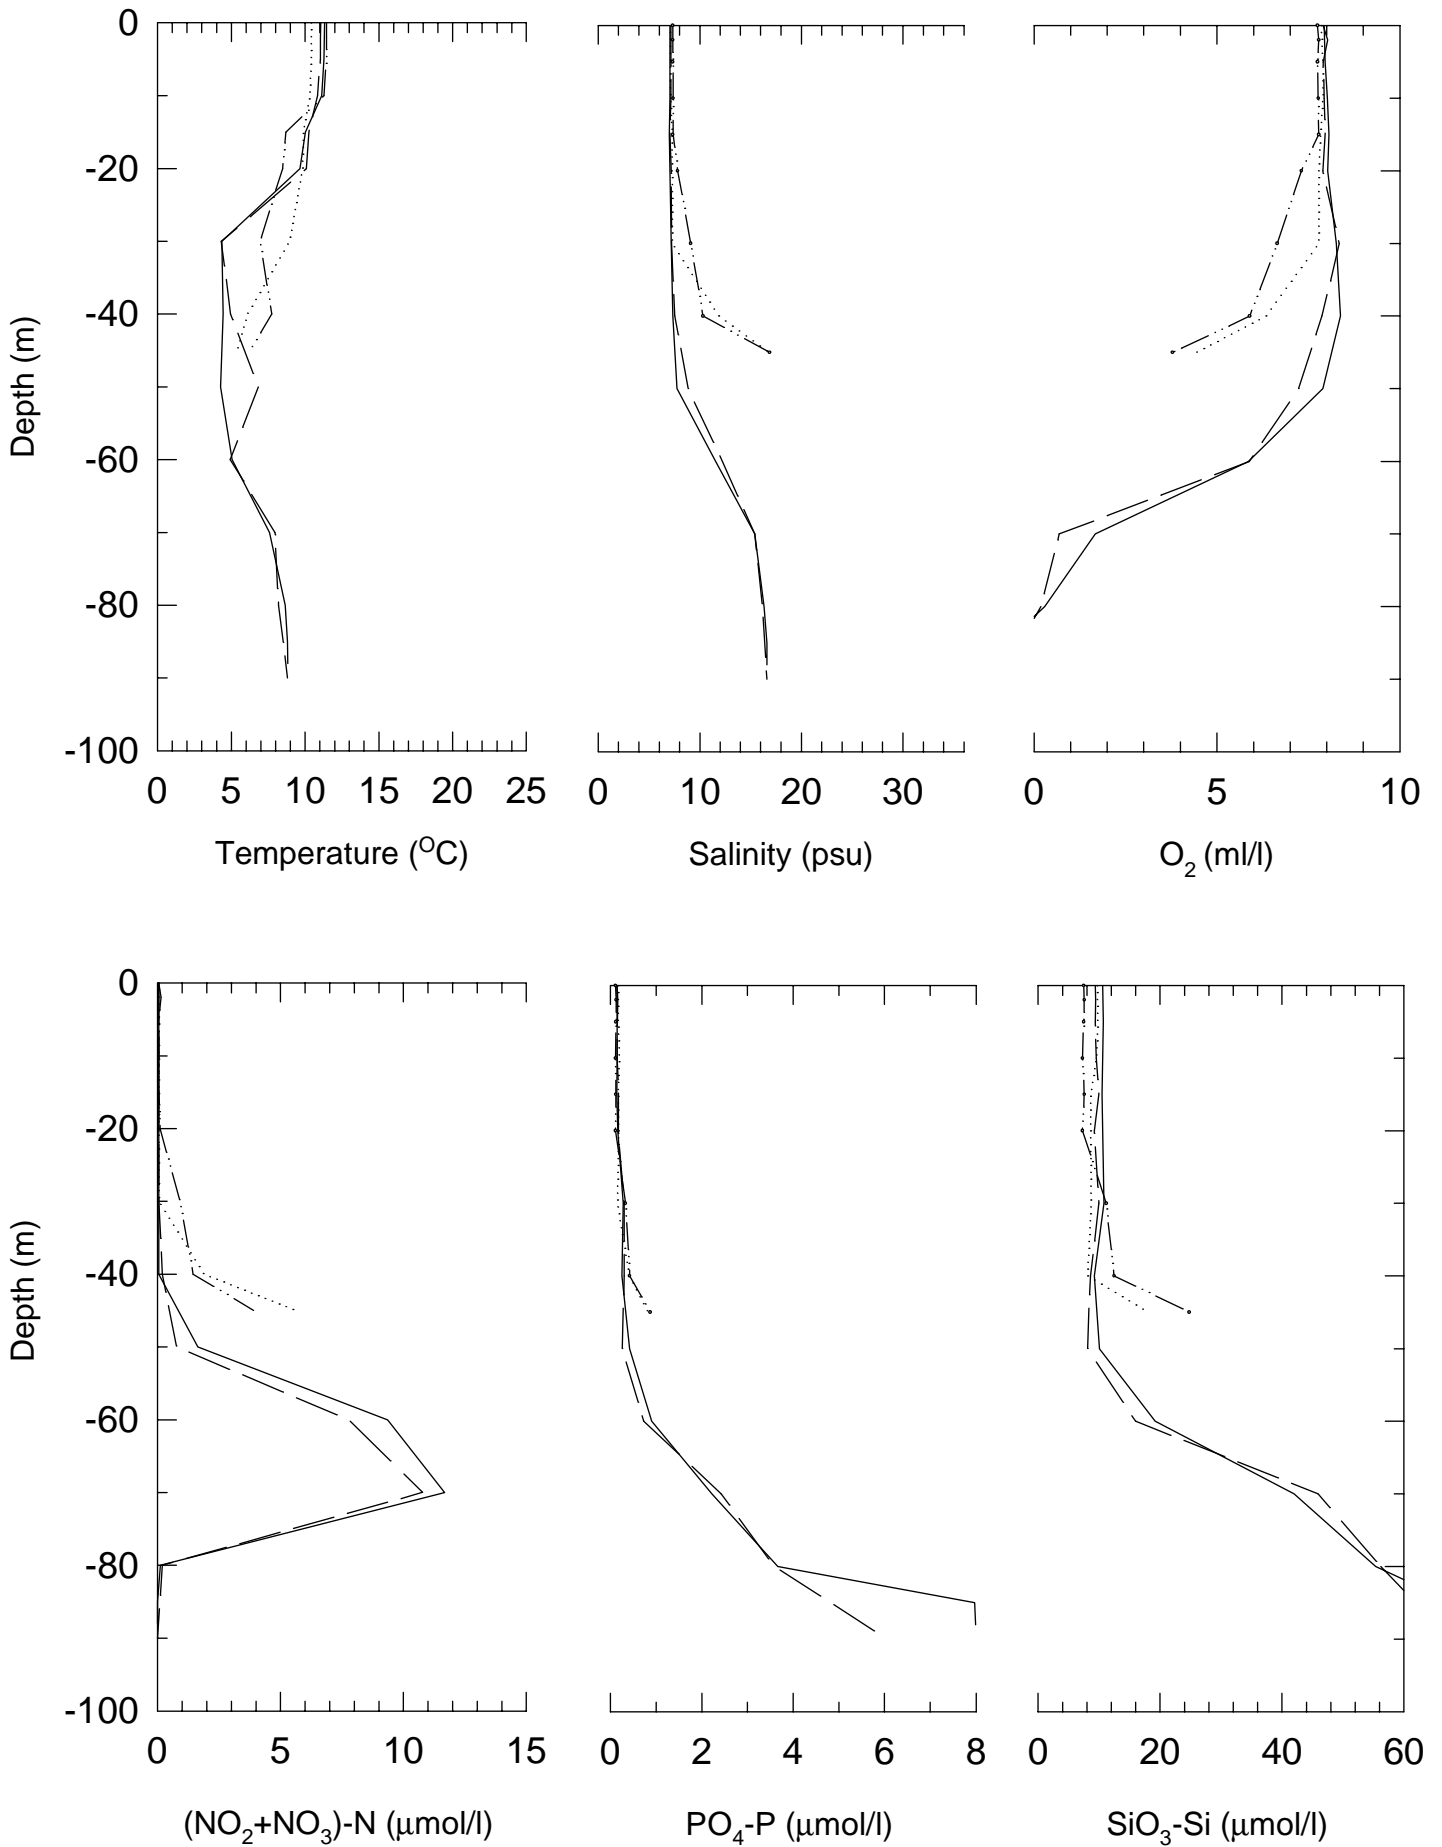 0
-20
-40
-60
-80
-100
Depth (m)
0 5 10 15 20 25
Temperature (°C)
0 10 20 30
Salinity (psu)
0 5 10
O₂ (ml/l)
0
-20
-40
-60
-80
-100
Depth (m)
0 5 10 15
(NO₂+NO₃)-N (μmol/l)
0 2 4 6 8
PO₄-P (μmol/l)
0 20 40 60
SiO₃-Si (μmol/l)